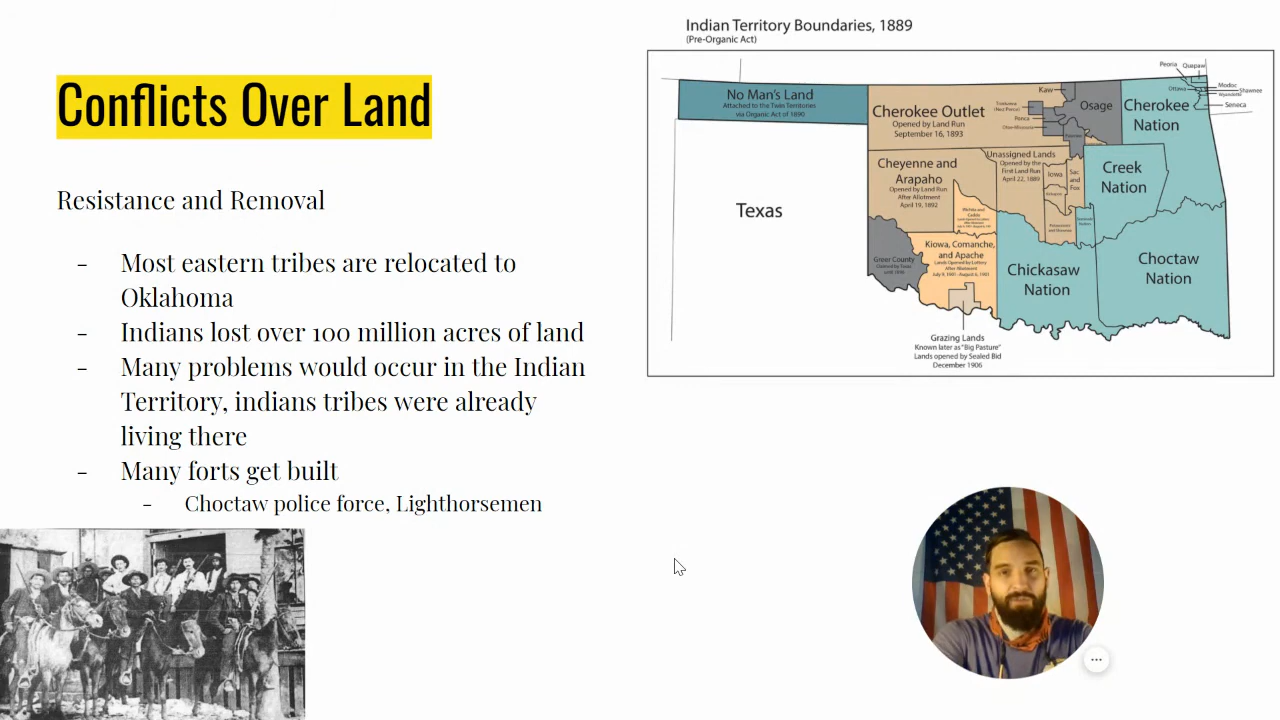 Conflicts Over Land
Resistance and Removal
- Most eastern tribes are relocated to
Oklahoma
- Indians lost over 100 million acres of land
- Many problems would occur in the Indian
Territory, indians tribes were already
living there
- Many forts get built
- Choctaw police force, Lighthorsemen
Indian Territory Boundaries, 1889
(Pre-Organic Act)
No Man's Land
Attached to the Twin Territories
via Organic Act of 1890
Texas
Cherokee Outlet
Opened by Land Run
September 16, 1893
Kaw
Ponca
Osage
Cherokee
Nation
Peoria
Quapaw
Ottawa
Modoc
Shawnee
Wyandotte
Seneca
Cheyenne and
Arapaho
Opened by Land Run
After Allotment
April 19, 1892
Unassigned Lands
Opened by the
First Land Run
April 22, 1889
Iowa
Sac
and
Fox
Creek
Nation
Wichita and
Caddo
Greer County
Claimed by Texas
until 1896
Kiowa, Comanche,
and Apache
Lands Opened by Lottery
After Allotment
July 9, 1901 - August 6, 1901
Chickasaw
Nation
Choctaw
Nation
Grazing Lands
Known later as "Big Pasture"
Lands opened by Sealed Bid
December 1906